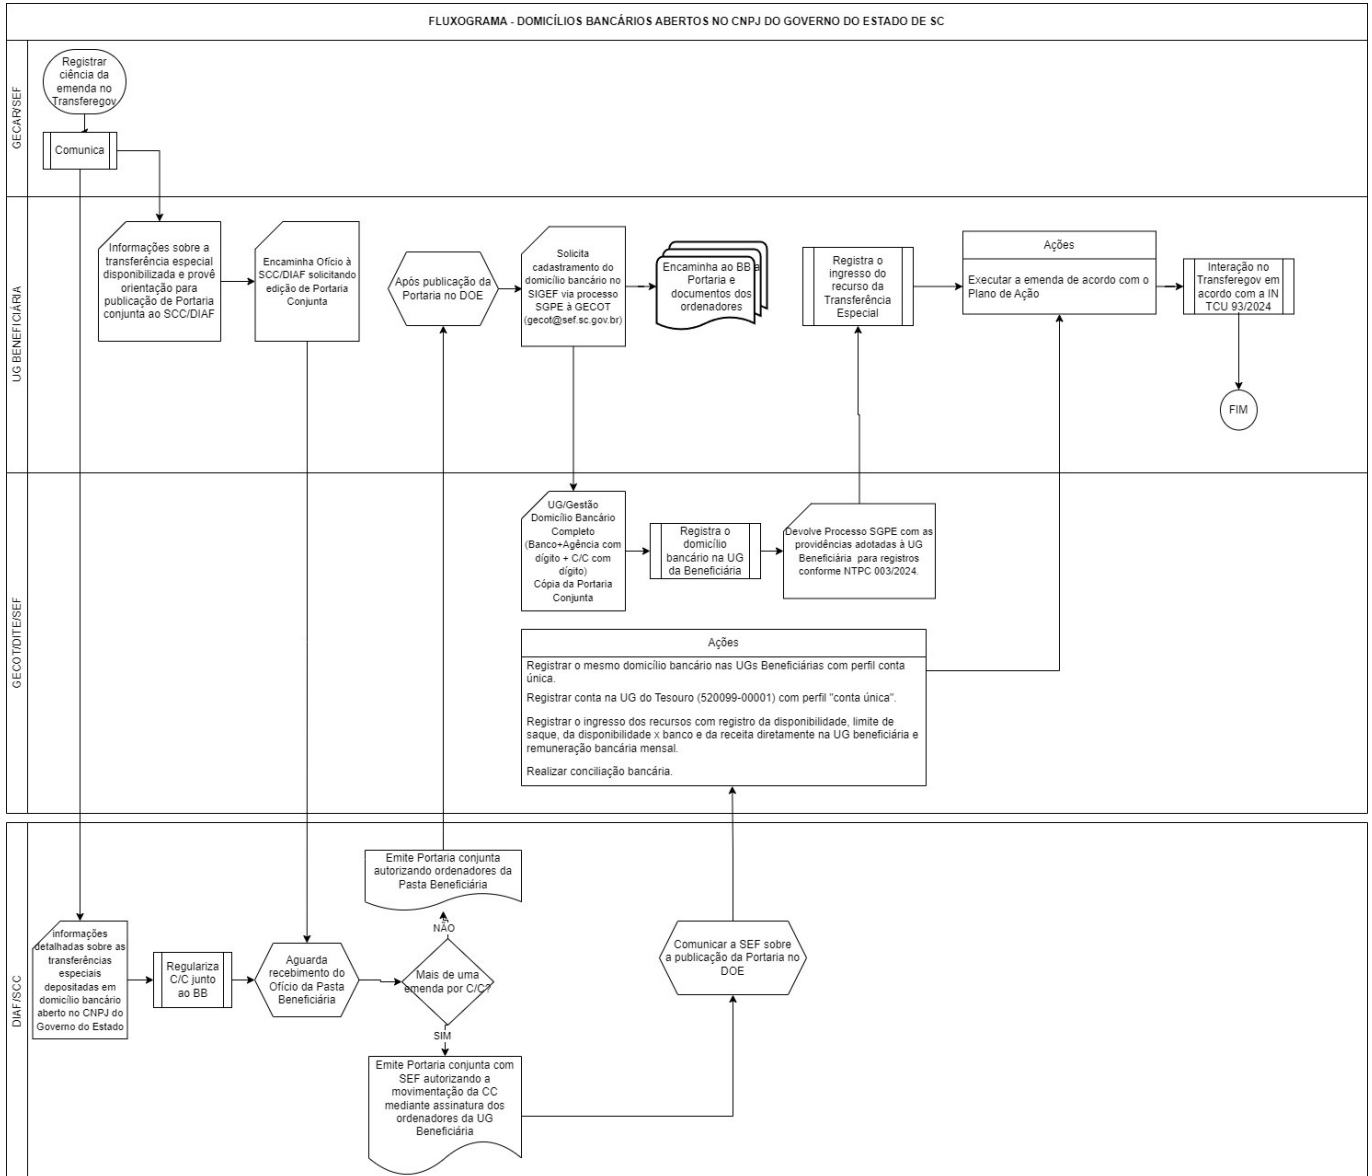 FLUXOGRAMA - DOMICÍLIOS BANCÁRIOS ABERTOS NO CNPJ DO GOVERNO DO ESTADO DE SC
GECAR/SEF
Registrar
ciência da
emenda no
Transferegov
Comunica
UG BENEFICIÁRIA
Informações sobre a
transferência especial
disponibilizada e provê
orientação para
publicação de Portaria
conjunta ao SCC/DIAF
Encaminha Ofício à
SCC/DIAF solicitando
edição de Portaria
Conjunta
Após publicação da
Portaria no DOE
Solicita
cadastramento do
domicílio bancário no
SIGEF via processo
SGPE à GECOT
(gecot@sef.sc.gov.br)
Encaminha ao BB a
Portaria e
documentos dos
ordenadores
Registra o
ingresso do
recurso da
Transferência
Especial
Ações
Executar a emenda de acordo com o
Plano de Ação
Interação no
Transferegov em
acordo com a IN
TCU 93/2024
FIM
GECOT/DITE/SEF
UG/Gestão
Domicílio Bancário
Completo
(Banco+Agência com
dígito + C/C com
dígito)
Cópia da Portaria
Conjunta
Registra o
domicílio
bancário na UG
da Beneficiária
Devolve Processo SGPE com as
providências adotadas à UG
Beneficiária para registros
conforme NTPC 003/2024.
Ações
Registrar o mesmo domicílio bancário nas UGs Beneficiárias com perfil conta
única.
Registrar conta na UG do Tesouro (520099-00001) com perfil "conta única".
Registrar o ingresso dos recursos com registro da disponibilidade, limite de
saque, da disponibilidade x banco e da receita diretamente na UG beneficiária e
remuneração bancária mensal.
Realizar conciliação bancária.
DIAF/SCC
informações
detalhadas sobre as
transferências
especiais
depositadas em
domicílio bancário
aberto no CNPJ do
Governo do Estado
Regulariza
C/C junto
ao BB
Aguarda
recebimento do
Ofício da Pasta
Beneficiária
Emite Portaria conjunta
autorizando ordenadores da
Pasta Beneficiária
NÃO
Mais de uma
emenda por C/C?
SIM
Emite Portaria conjunta com
SEF autorizando a
movimentação da CC
mediante assinatura dos
ordenadores da UG
Beneficiária
Comunicar a SEF sobre
a publicação da Portaria no
DOE